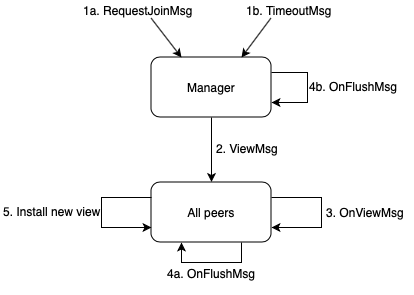 1a. RequestJoinMsg
1b. TimeoutMsg
Manager
4b. OnFlushMsg
2. ViewMsg
5. Install new view
All peers
3. OnViewMsg
4a. OnFlushMsg